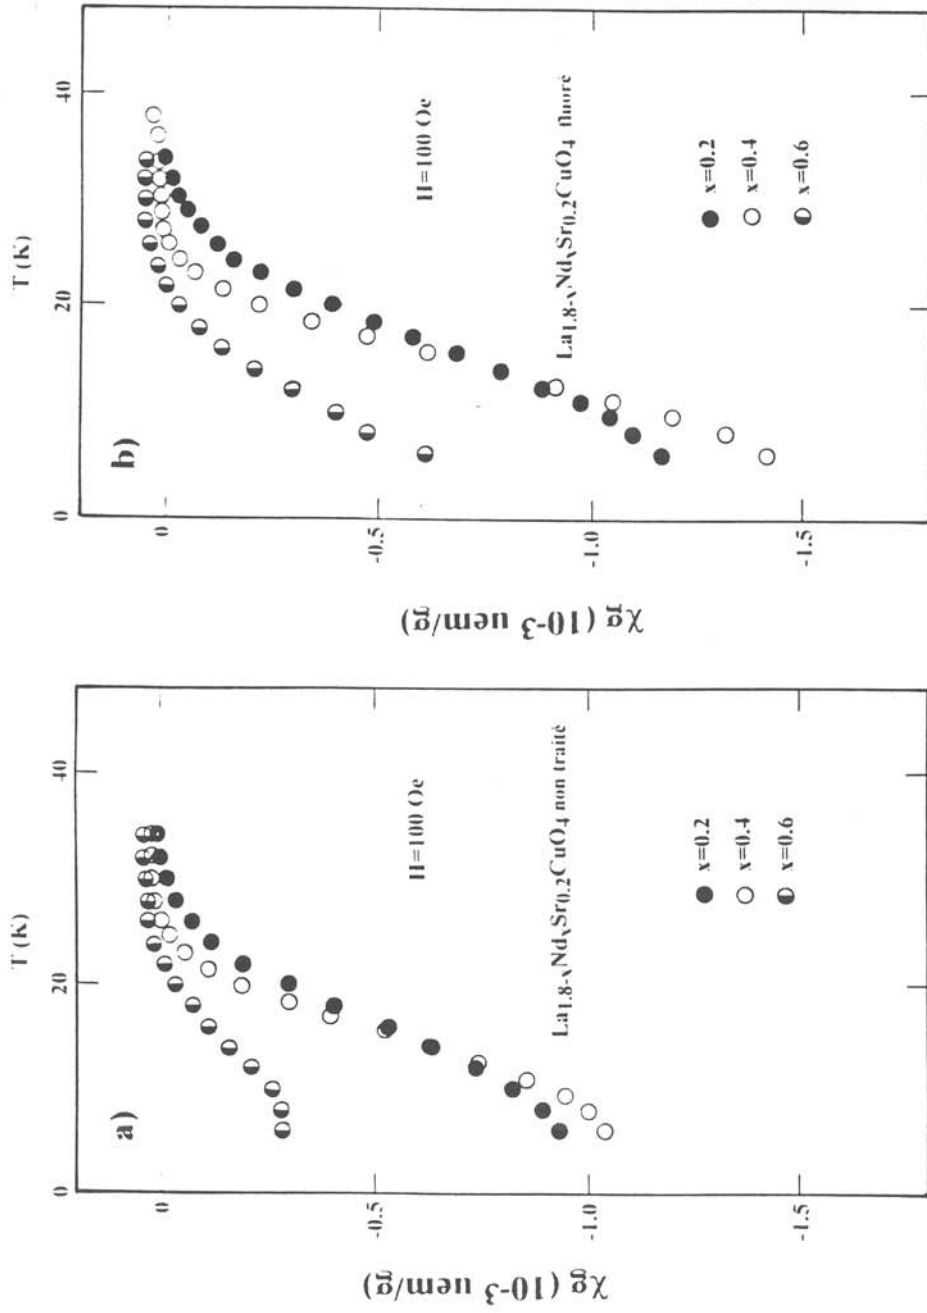 a)
T (K)
0
20
40
0
-0.5
-1.0
-1.5
χg (10-3 uem/g)
H=100 Oe
La1.8-xNdxSr0.2CuO4 non traité
x=0.2
x=0.4
x=0.6
b)
T (K)
0
20
40
0
-0.5
-1.0
-1.5
χg (10-3 uem/g)
H=100 Oe
La1.8-xNdxSr0.2CuO4 fluoré
x=0.2
x=0.4
x=0.6